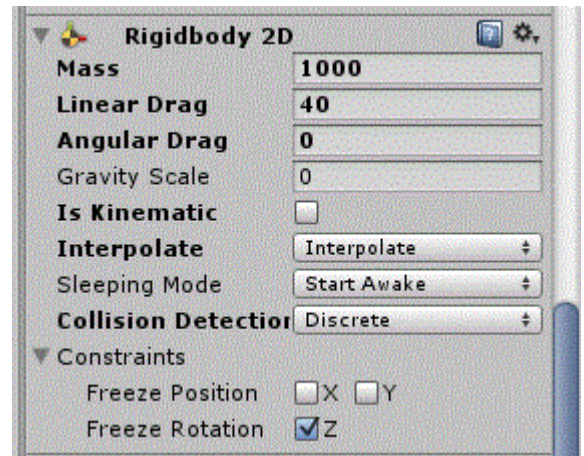 Rigidbody 2D
Mass 1000
Linear Drag 40
Angular Drag 0
Gravity Scale 0
Is Kinematic
Interpolate Interpolate
Sleeping Mode Start Awake
Collision Detection Discrete
Constraints
Freeze Position X Y
Freeze Rotation Z